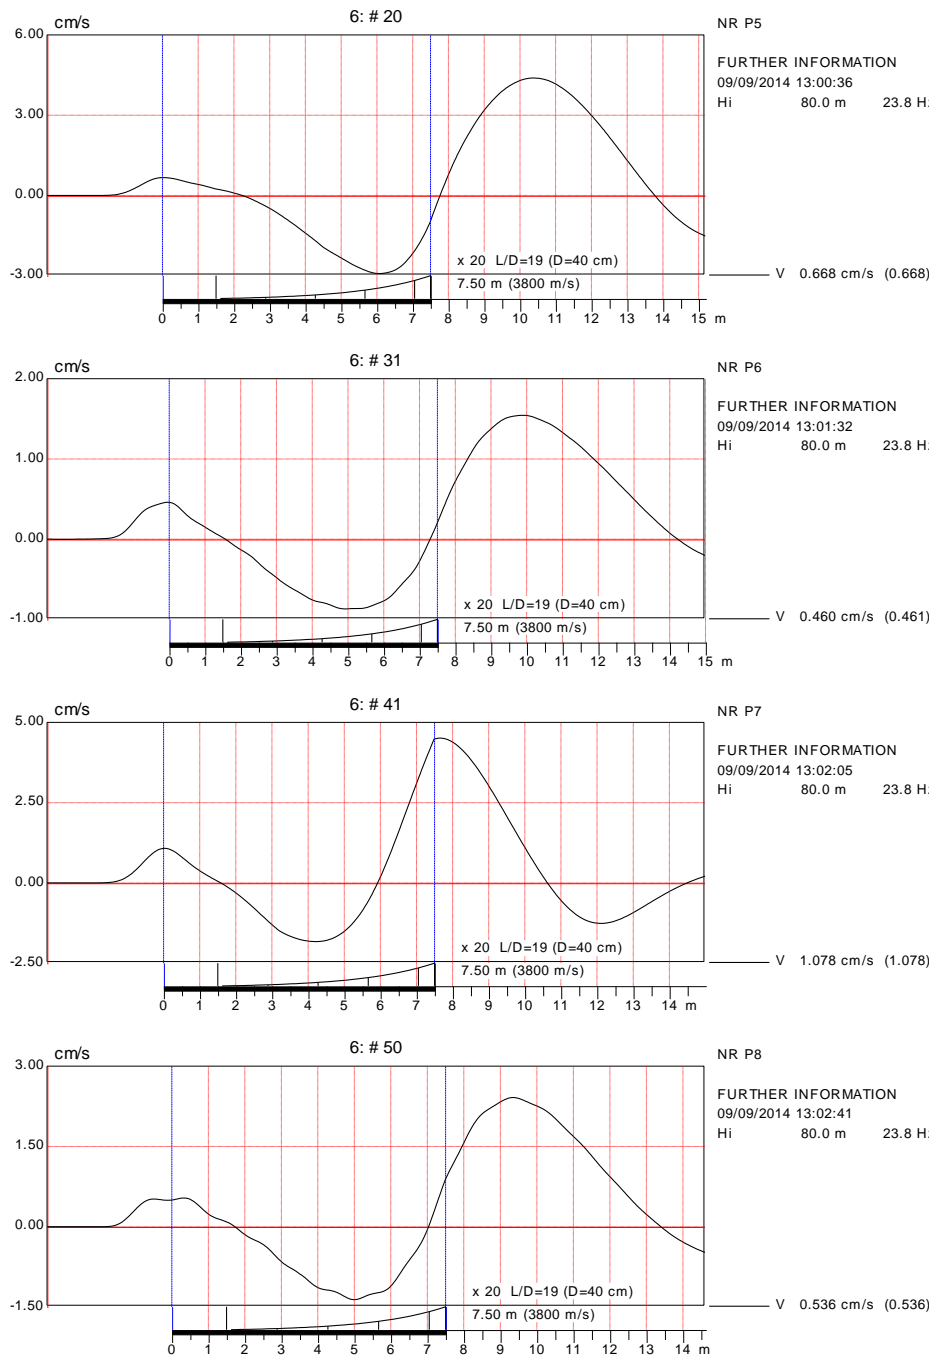 cm/s
6: # 20
NR P5
6.00
FURTHER INFORMATION
09/09/2014 13:00:36
Hi 80.0 m 23.8 H
3.00
0.00
x 20 L/D=19 (D=40 cm)
-3.00
7.50 m (3800 m/s)
V 0.668 cm/s (0.668)
0 1 2 3 4 5 6 7 8 9 10 11 12 13 14 15 m
cm/s
6: # 31
NR P6
2.00
FURTHER INFORMATION
09/09/2014 13:01:32
Hi 80.0 m 23.8 H
1.00
0.00
x 20 L/D=19 (D=40 cm)
-1.00
7.50 m (3800 m/s)
V 0.460 cm/s (0.461)
0 1 2 3 4 5 6 7 8 9 10 11 12 13 14 15 m
cm/s
6: # 41
NR P7
5.00
FURTHER INFORMATION
09/09/2014 13:02:05
Hi 80.0 m 23.8 H
2.50
0.00
x 20 L/D=19 (D=40 cm)
-2.50
7.50 m (3800 m/s)
V 1.078 cm/s (1.078)
0 1 2 3 4 5 6 7 8 9 10 11 12 13 14 m
cm/s
6: # 50
NR P8
3.00
FURTHER INFORMATION
09/09/2014 13:02:41
Hi 80.0 m 23.8 H
1.50
0.00
x 20 L/D=19 (D=40 cm)
-1.50
7.50 m (3800 m/s)
V 0.536 cm/s (0.536)
0 1 2 3 4 5 6 7 8 9 10 11 12 13 14 m